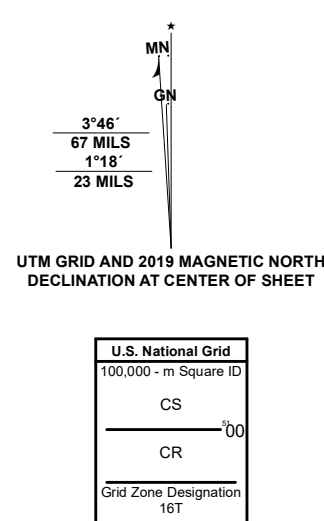 ★
MN
GN
3°46´
67 MILS
1°18´
23 MILS
UTM GRID AND 2019 MAGNETIC NORTH
DECLINATION AT CENTER OF SHEET
U.S. National Grid
100,000 - m Square ID
CS
5100
CR
Grid Zone Designation
16T